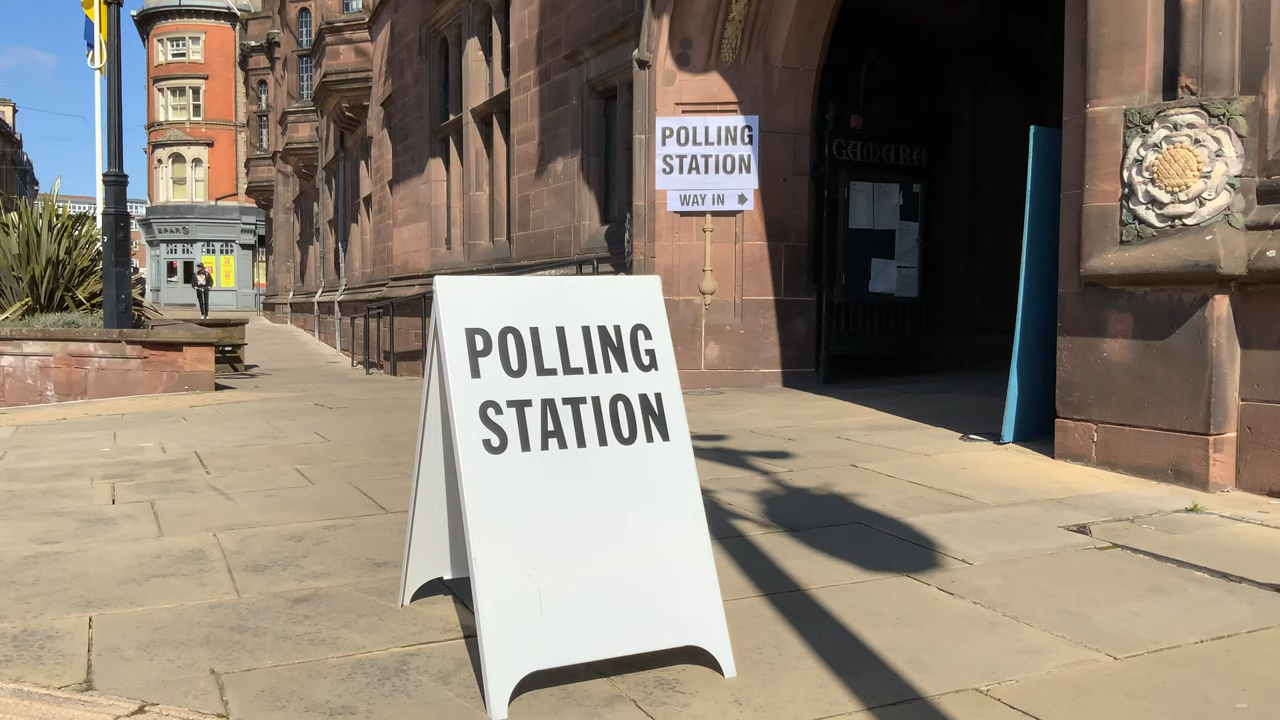 POLLING
STATION
WAY IN
CAMERA
SPAR
POLLING
STATION